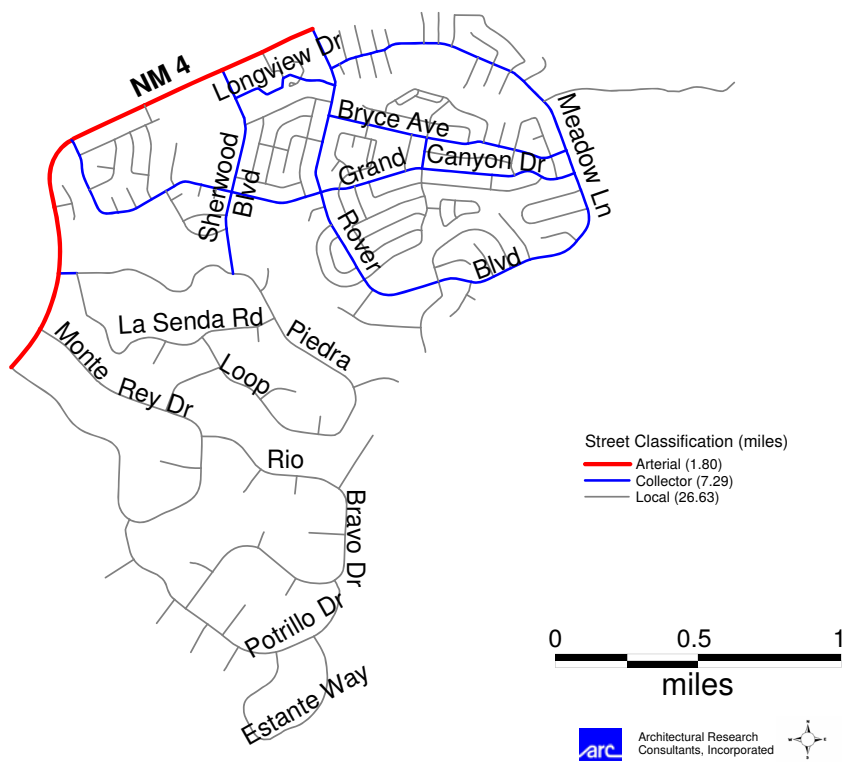 NM 4
Longview Dr
Bryce Ave
Meadow Ln
Canyon Dr
Grand
Sherwood
Blvd
Rover
Blvd
La Senda Rd
Piedra
Monte
Rey Dr
Loop
Rio
Bravo Dr
Potrillo Dr
Estante Way
Street Classification (miles)
Arterial (1.80)
Collector (7.29)
Local (26.63)
0 0.5 1
miles
arc
Architectural Research
Consultants, Incorporated
N
W E
S